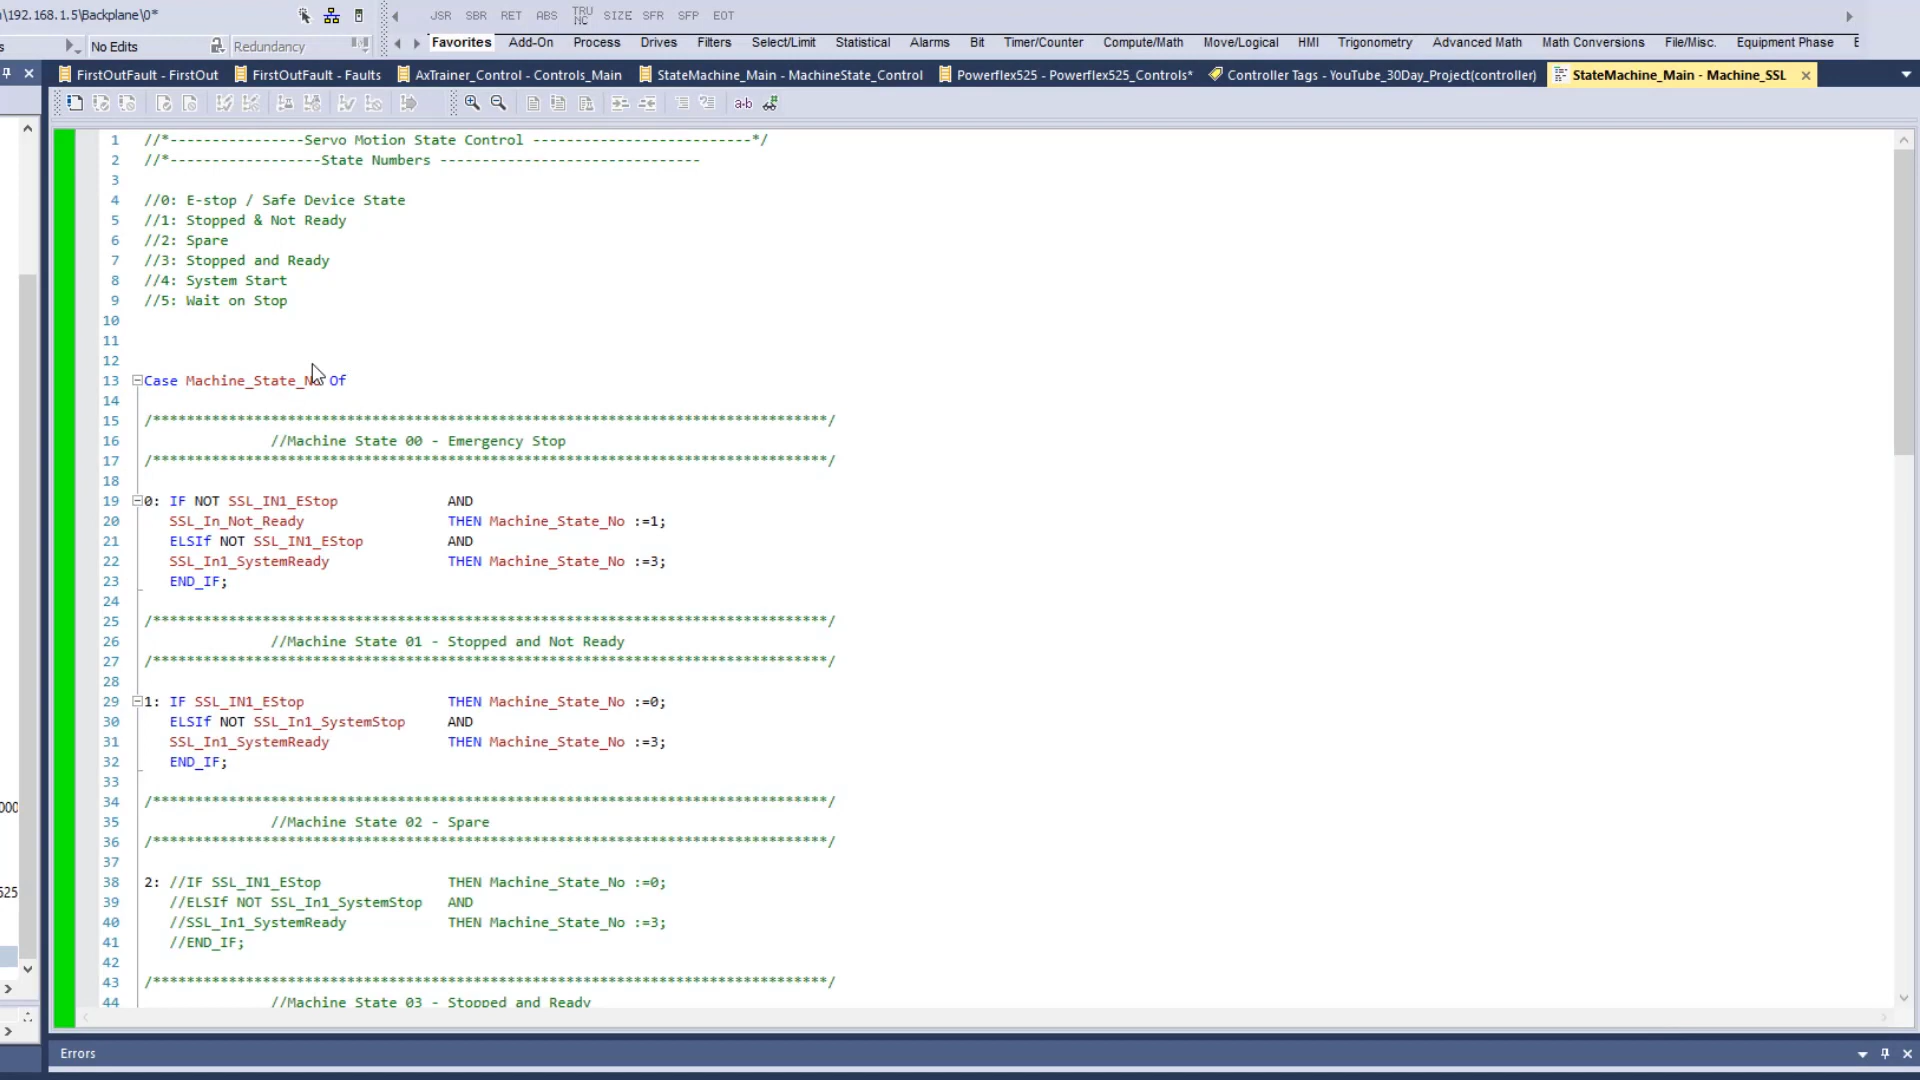 \192.168.1.5\Backplane\0*
JSR SBR RET ABS TRU NC SIZE SFR SFP EOT
s No Edits Redundancy
Favorites Add-On Process Drives Filters Select/Limit Statistical Alarms Bit Timer/Counter Compute/Math Move/Logical HMI Trigonometry Advanced Math Math Conversions File/Misc. Equipment Phase E
FirstOutFault - FirstOut FirstOutFault - Faults AxTrainer_Control - Controls_Main StateMachine_Main - MachineState_Control Powerflex525 - Powerflex525_Controls* Controller Tags - YouTube_30Day_Project(controller) StateMachine_Main - Machine_SSL
1 //*----------------Servo Motion State Control --------------------------*/
2 //*------------------State Numbers -------------------------------
3
4 //0: E-stop / Safe Device State
5 //1: Stopped & Not Ready
6 //2: Spare
7 //3: Stopped and Ready
8 //4: System Start
9 //5: Wait on Stop
10
11
12
13 Case Machine_State_No Of
14
15 /********************************************************************************/
16 //Machine State 00 - Emergency Stop
17 /********************************************************************************/
18
19 0: IF NOT SSL_IN1_EStop AND
20 SSL_In_Not_Ready THEN Machine_State_No :=1;
21 ELSIf NOT SSL_IN1_EStop AND
22 SSL_In1_SystemReady THEN Machine_State_No :=3;
23 END_IF;
24
25 /********************************************************************************/
26 //Machine State 01 - Stopped and Not Ready
27 /********************************************************************************/
28
29 1: IF SSL_IN1_EStop THEN Machine_State_No :=0;
30 ELSIf NOT SSL_In1_SystemStop AND
31 SSL_In1_SystemReady THEN Machine_State_No :=3;
32 END_IF;
33
34 /********************************************************************************/
35 //Machine State 02 - Spare
36 /********************************************************************************/
37
38 2: //IF SSL_IN1_EStop THEN Machine_State_No :=0;
39 //ELSIf NOT SSL_In1_SystemStop AND
40 //SSL_In1_SystemReady THEN Machine_State_No :=3;
41 //END_IF;
42
43 /********************************************************************************/
44 //Machine State 03 - Stopped and Ready
000
525
Errors